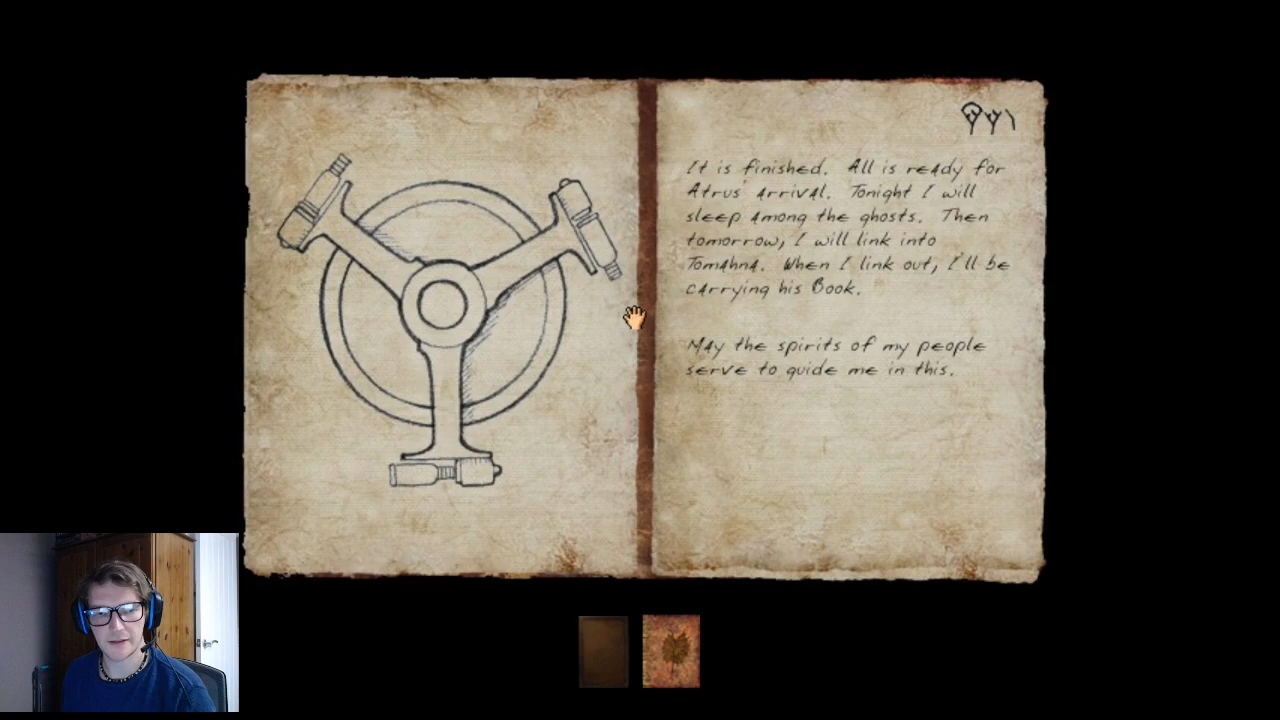 It is finished. All is ready for
Atrus' arrival. Tonight I will
sleep among the ghosts. Then
tomorrow, I will link into
Tomahna. When I link out, I'll be
carrying his Book.
May the spirits of my people
serve to guide me in this.